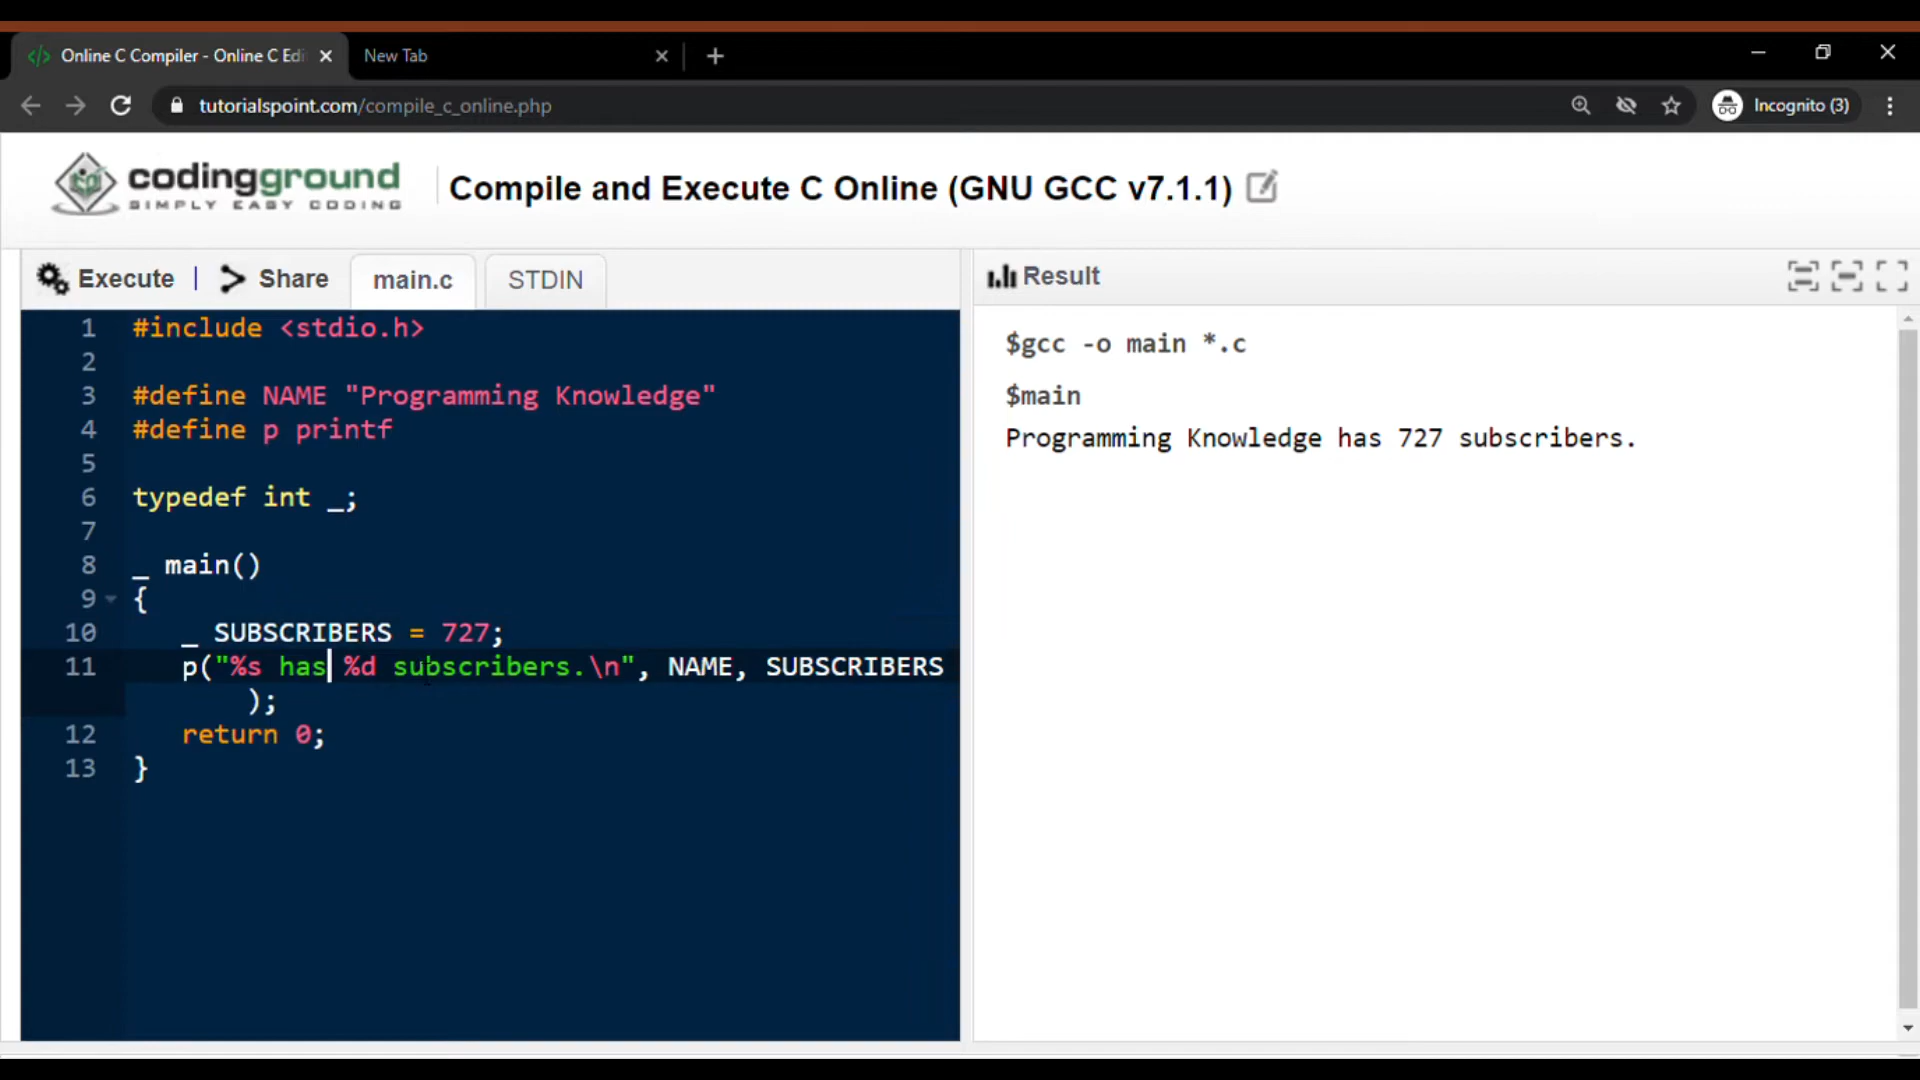 Online C Compiler - Online C Edi
New Tab
tutorialspoint.com/compile_c_online.php
Incognito (3)
codingground
SIMPLY EASY CODING
Compile and Execute C Online (GNU GCC v7.1.1)
Execute | Share main.c STDIN
Result
1 #include <stdio.h>
2
3 #define NAME "Programming Knowledge"
4 #define p printf
5
6 typedef int _;
7
8 _ main()
9 {
10 _ SUBSCRIBERS = 727;
11 p("%s has %d subscribers.\n", NAME, SUBSCRIBERS
);
12 return 0;
13 }
$gcc -o main *.c
$main
Programming Knowledge has 727 subscribers.